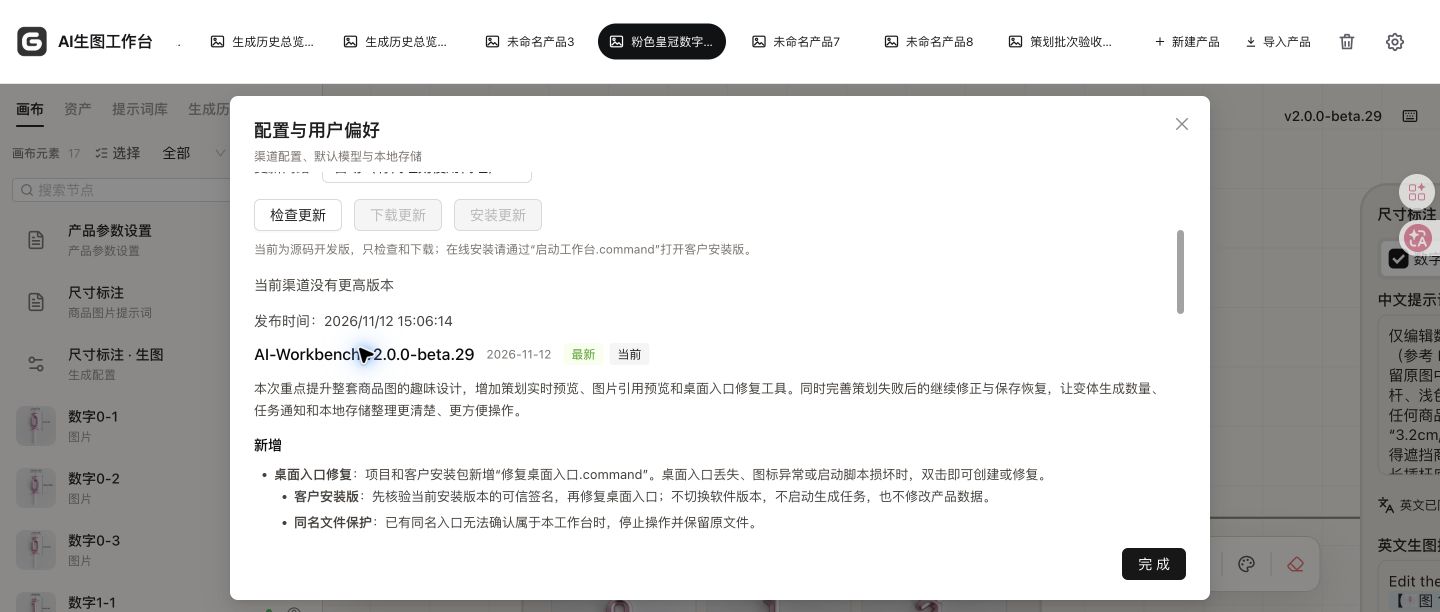 AI生图工作台
生成历史总览...
生成历史总览...
未命名产品3
粉色皇冠数字...
未命名产品7
未命名产品8
策划批次验收...
+ 新建产品
导入产品
画布
资产
提示词库
生成历
v2.0.0-beta.29
画布元素 17
选择
全部
搜索节点
产品参数设置
产品参数设置
尺寸标注
商品图片提示词
尺寸标注 · 生图
生成配置
数字0-1
图片
数字0-2
图片
数字0-3
图片
数字1-1
配置与用户偏好
渠道配置、默认模型与本地存储
检查更新
下载更新
安装更新
当前为源码开发版，只检查和下载；在线安装请通过“启动工作台.command”打开客户安装版。
当前渠道没有更高版本
发布时间：2026/11/12 15:06:14
AI-Workbench 2.0.0-beta.29 2026-11-12 最新 当前
本次重点提升整套商品图的趣味设计，增加策划实时预览、图片引用预览和桌面入口修复工具。同时完善策划失败后的继续修正与保存恢复，让变体生成数量、
任务通知和本地存储整理更清楚、更方便操作。
新增
• 桌面入口修复：项目和客户安装包新增“修复桌面入口.command”。桌面入口丢失、图标异常或启动脚本损坏时，双击即可创建或修复。
• 客户安装版：先核验当前安装版本的可信签名，再修复桌面入口；不切换软件版本，不启动生成任务，也不修改产品数据。
• 同名文件保护：已有同名入口无法确认属于本工作台时，停止操作并保留原文件。
完成
尺寸标注
数字
中文提示
仅编辑数
（参考
留原图中
杆、浅色
任何商品
“3.2cm/
得遮挡商
英文已
英文生图
Edit the
【 图